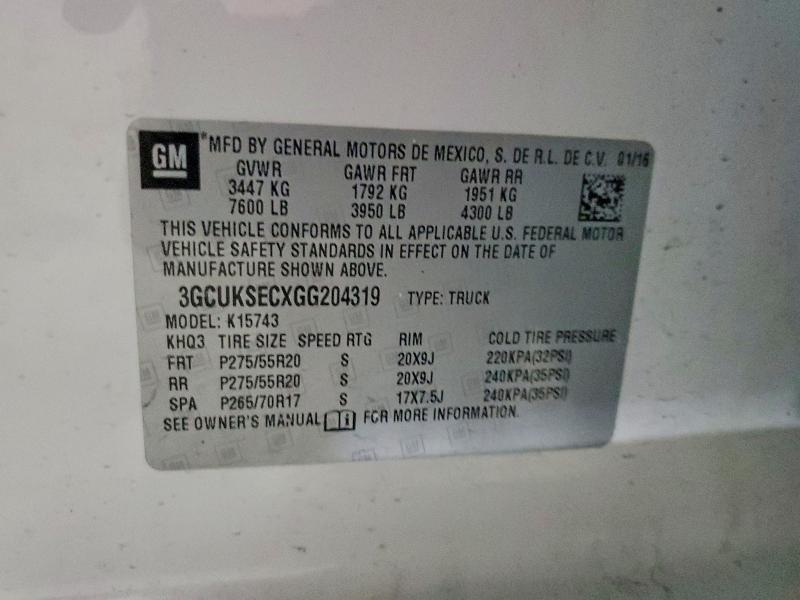 GM *MFD BY GENERAL MOTORS DE MEXICO, S. DE R.L. DE C.V. 01/16
GVWR GAWR FRT GAWR RR
3447 KG 1792 KG 1951 KG
7600 LB 3950 LB 4300 LB
THIS VEHICLE CONFORMS TO ALL APPLICABLE U.S. FEDERAL MOTOR
VEHICLE SAFETY STANDARDS IN EFFECT ON THE DATE OF
MANUFACTURE SHOWN ABOVE.
3GCUKSECXGG204319 TYPE: TRUCK
MODEL: K15743
KHQ3 TIRE SIZE SPEED RTG RIM COLD TIRE PRESSURE
FRT P275/55R20 S 20X9J 220KPA(32PSI)
RR P275/55R20 S 20X9J 240KPA(35PSI)
SPA P265/70R17 S 17X7.5J 240KPA(35PSI)
SEE OWNER'S MANUAL i FOR MORE INFORMATION.